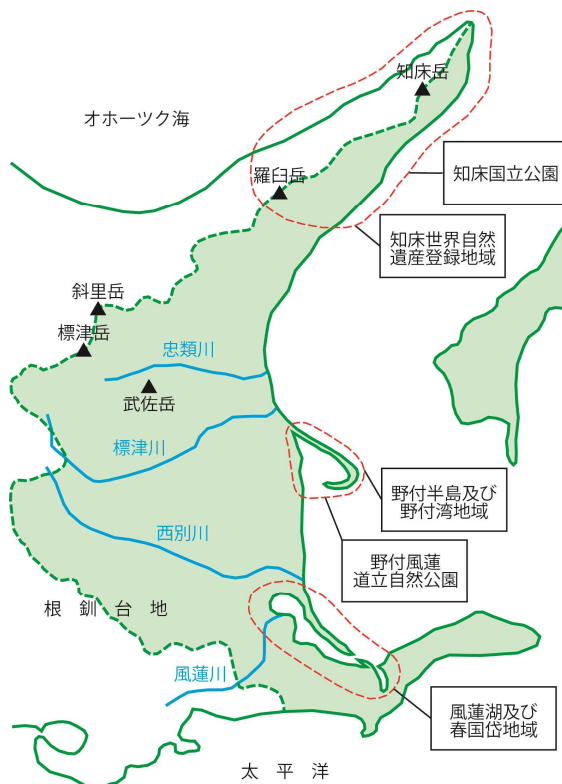 知床岳
オホーツク海
羅臼岳
知床国立公園
知床世界自然
遺産登録地域
斜里岳
標津岳
忠類川
武佐岳
標津川
野付半島及び
野付湾地域
西別川
野付風蓮
道立自然公園
根釧台地
風蓮川
風蓮湖及び
春国岱地域
太平洋